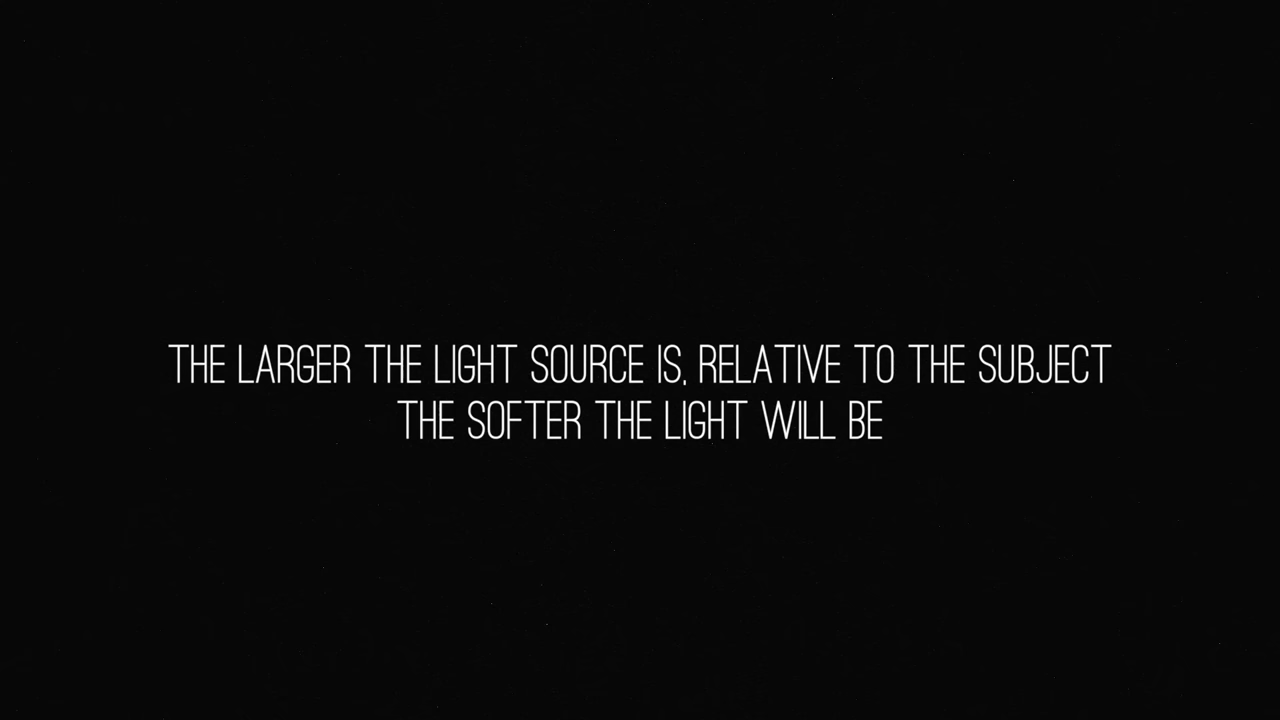 THE LARGER THE LIGHT SOURCE IS, RELATIVE TO THE SUBJECT
THE SOFTER THE LIGHT WILL BE